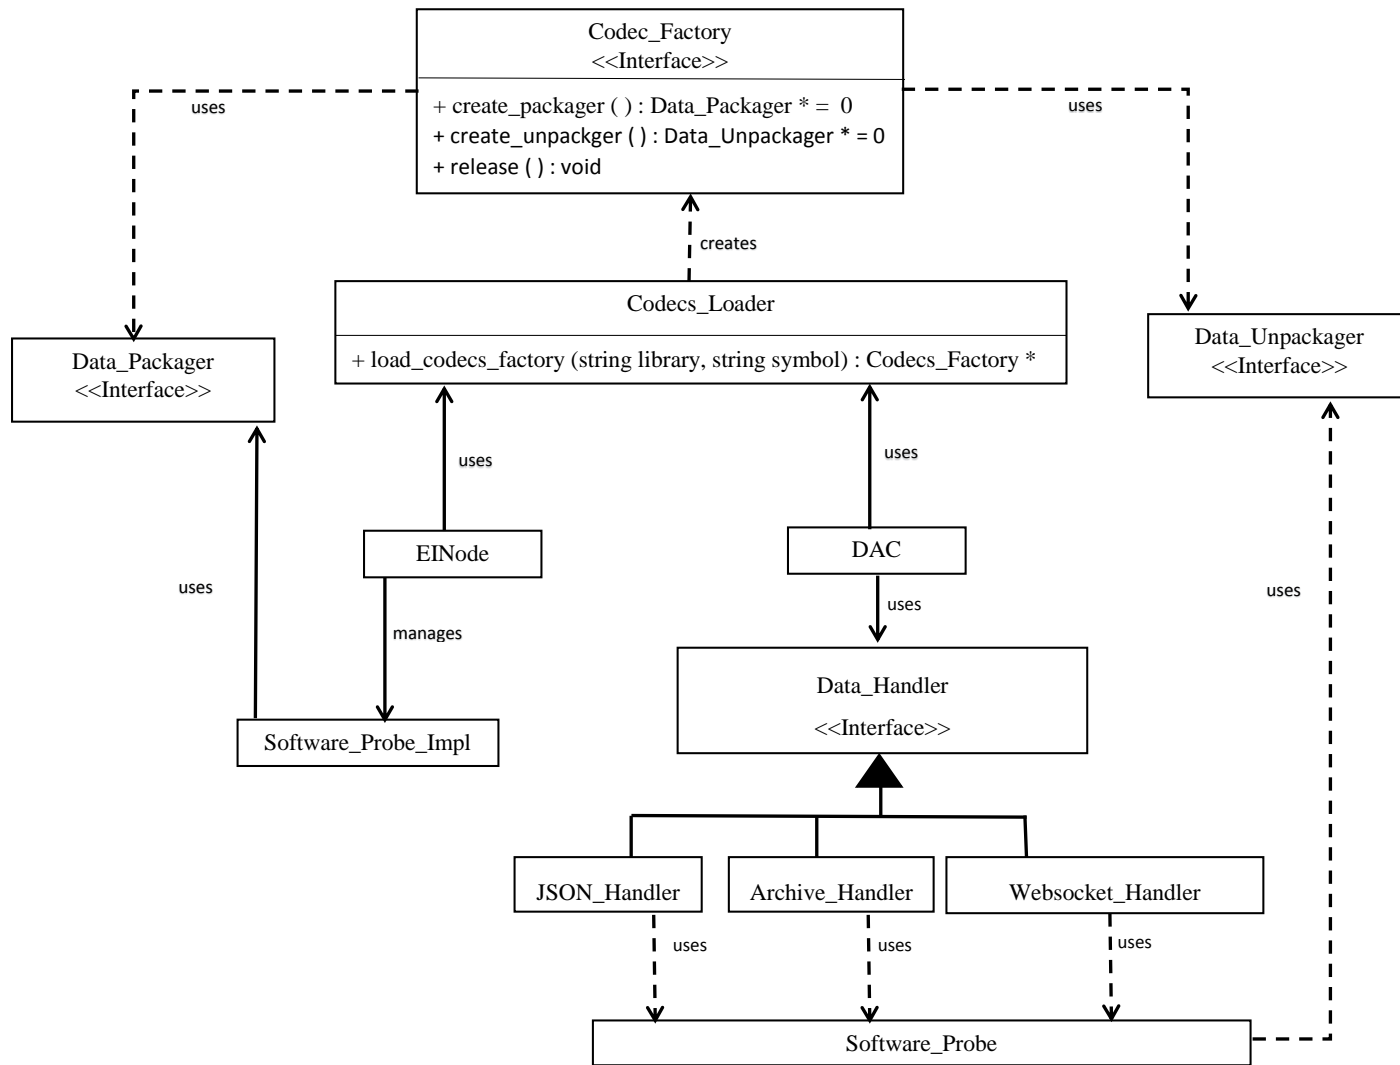 Codec_Factory
<<Interface>>
+ create_packager ( ) : Data_Packager * = 0
+ create_unpackger ( ) : Data_Unpackager * = 0
+ release ( ) : void
uses
uses
creates
Codecs_Loader
+ load_codecs_factory (string library, string symbol) : Codecs_Factory *
Data_Packager
<<Interface>>
Data_Unpackager
<<Interface>>
uses
uses
EINode
DAC
uses
uses
uses
manages
Data_Handler
<<Interface>>
Software_Probe_Impl
JSON_Handler
Archive_Handler
Websocket_Handler
uses
uses
uses
Software_Probe